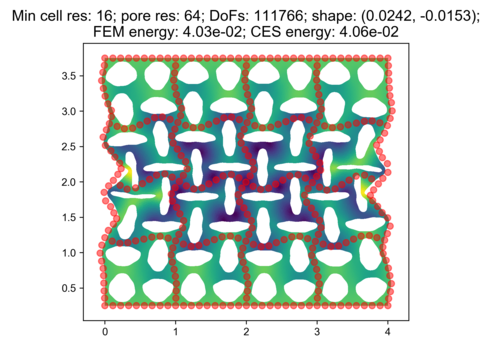 Min cell res: 16; pore res: 64; DoFs: 111766; shape: (0.0242, -0.0153);
FEM energy: 4.03e-02; CES energy: 4.06e-02
3.5
3.0
2.5
2.0
1.5
1.0
0.5
0 1 2 3 4